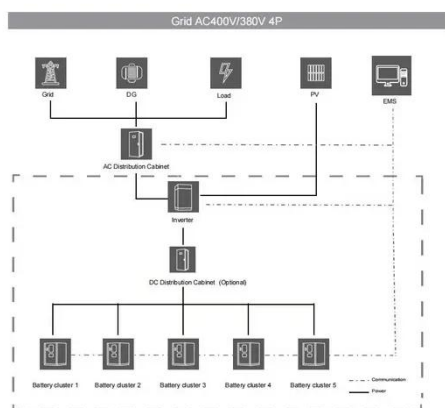 Grid AC400V/380V 4P
Grid
DG
Load
PV
EMS
AC Distribution Cabinet
Inverter
DC Distribution Cabinet (Optional)
Battery cluster 1
Battery cluster 2
Battery cluster 3
Battery cluster 4
Battery cluster 5
Communication
Power